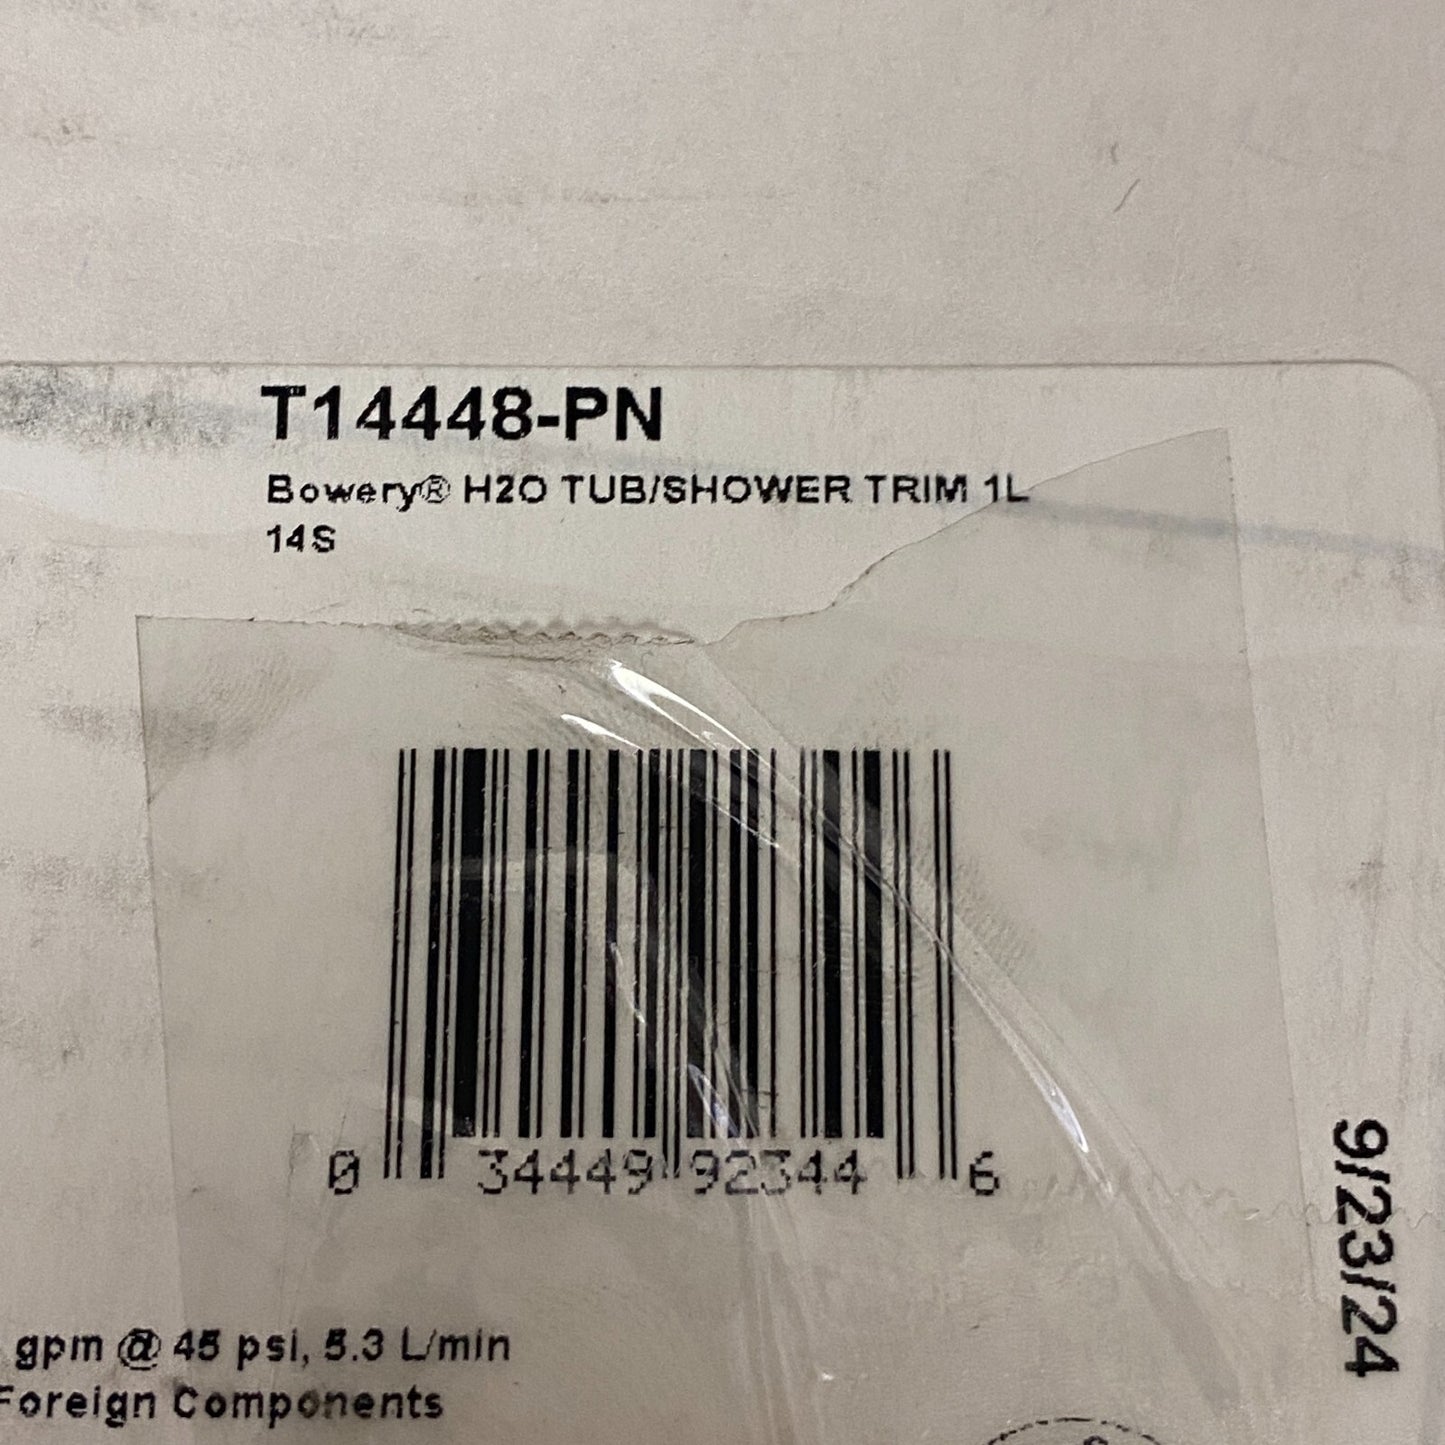 T14448-PN
Bowery® H2O TUB/SHOWER TRIM 1L
14S
0 34449 92344 6
gpm @ 45 psi, 5.3 L/min
Foreign Components
9/23/24